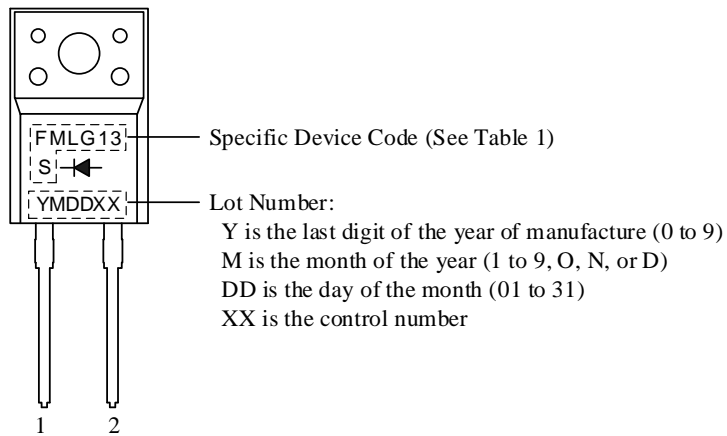 FMLG13
S
YMDDXX
Specific Device Code (See Table 1)
Lot Number:
Y is the last digit of the year of manufacture (0 to 9)
M is the month of the year (1 to 9, O, N, or D)
DD is the day of the month (01 to 31)
XX is the control number
1 2